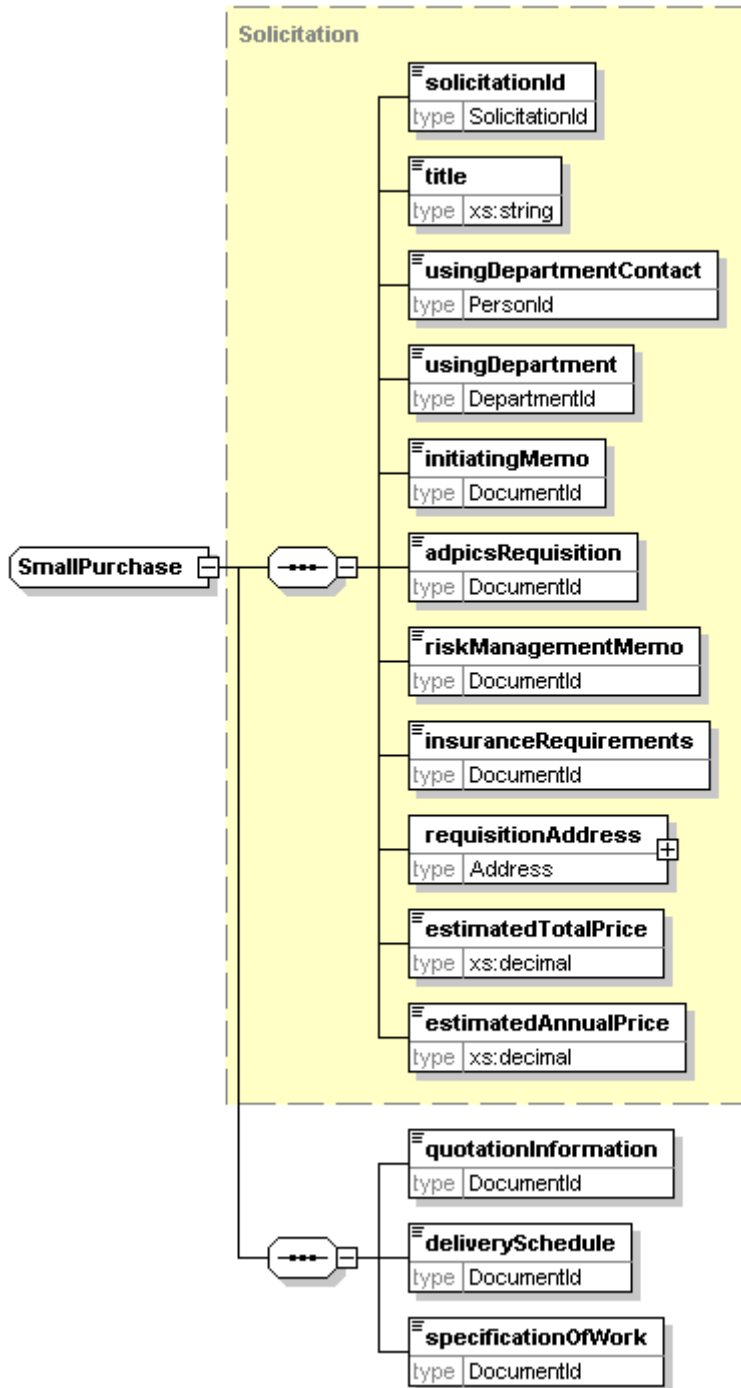 Solicitation
solicitationId
type SolicitationId
title
type xs:string
usingDepartmentContact
type PersonId
usingDepartment
type DepartmentId
initiatingMemo
type DocumentId
SmallPurchase
adpicsRequisition
type DocumentId
riskManagementMemo
type DocumentId
insuranceRequirements
type DocumentId
requisitionAddress
type Address
estimatedTotalPrice
type xs:decimal
estimatedAnnualPrice
type xs:decimal
quotationInformation
type DocumentId
deliverySchedule
type DocumentId
specificationOfWork
type DocumentId